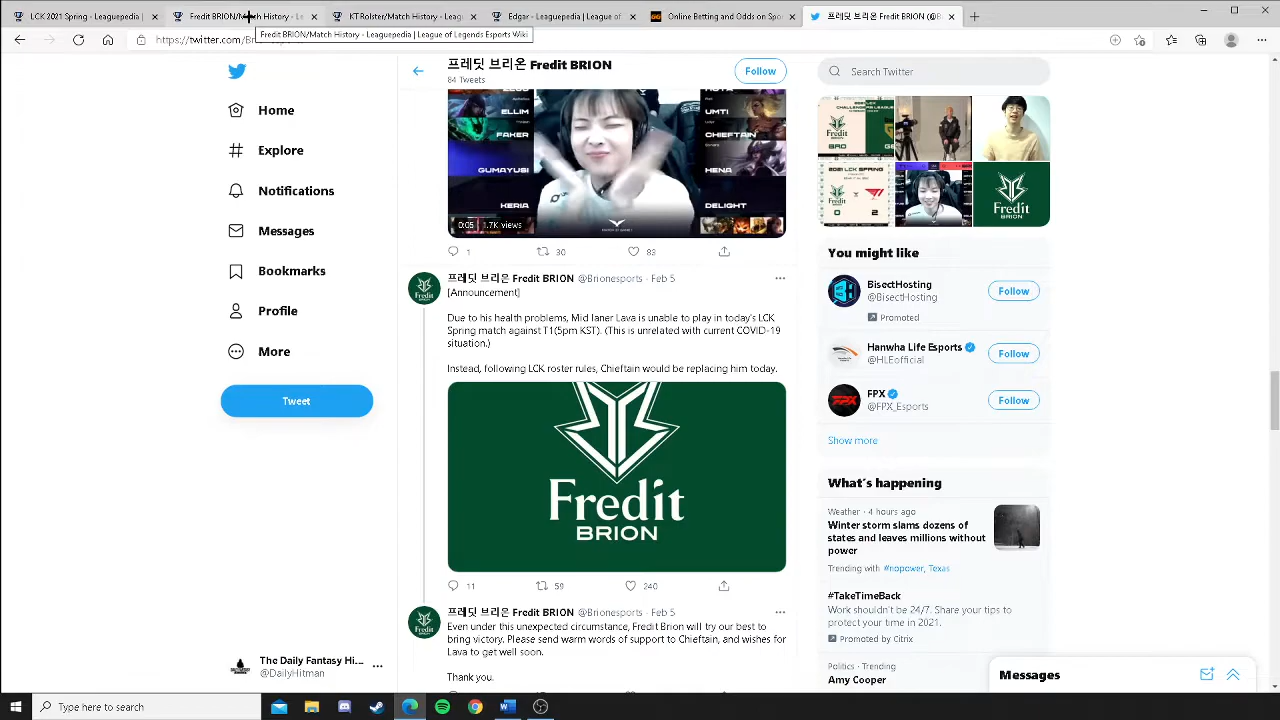 LCK 2021 Spring - Leaguepedia |
Fredit BRION/Match History - Le
KT Rolster/Match History - Leagu
Edgar - Leaguepedia | League of
Online Betting and Odds on Spo
프레딧 브리온 Fredit BRION (@B
Fredit BRION/Match History - Leaguepedia | League of Legends Esports Wiki
https://twitter.com/Br
프레딧 브리온 Fredit BRION
84 Tweets
Follow
Search Twitter
Home
Explore
Notifications
Messages
Bookmarks
Profile
More
Tweet
The Daily Fantasy Hi...
@DailyHitman
ELLIM
FAKER
GUMAYUSI
KERIA
UMTI
CHIEFTAIN
HENA
DELIGHT
0:05
1.7K views
1
30
83
프레딧 브리온 Fredit BRION @Brionesports · Feb 5
[Announcement]
Due to his health problems, Mid laner Lava is unable to play in today's LCK
Spring match against T1(5pm KST). (This is unrelated with current COVID-19
situation.)
Instead, following LCK roster rules, Chieftain would be replacing him today.
Fredit
BRION
11
59
240
프레딧 브리온 Fredit BRION @Brionesports · Feb 5
Even under this unexpected circumstance, Fredit Brion will try our best to
bring victory. Please send warm words of support to Chieftain, and wishes for
Lava to get well soon.
Thank you.
Fredit
BRO
2021 LCK SPRING
0
2
Fredit
BRION
You might like
BisectHosting
@BisectHosting
Follow
Promoted
Hanwha Life Esports
@HLEofficial
Follow
FPX
@FPX_Esports
Follow
Show more
What's happening
Weather · 4 hours ago
Winter storm slams dozens of
states and leaves millions without
power
Trending with #nopower, Texas
#TakeTimeBack
Work shouldn't be 24/7. Share your tips to
protect your time in 2021.
Promoted by Citrix
Politics · Trending
Amy Cooper
Messages
Type here to search